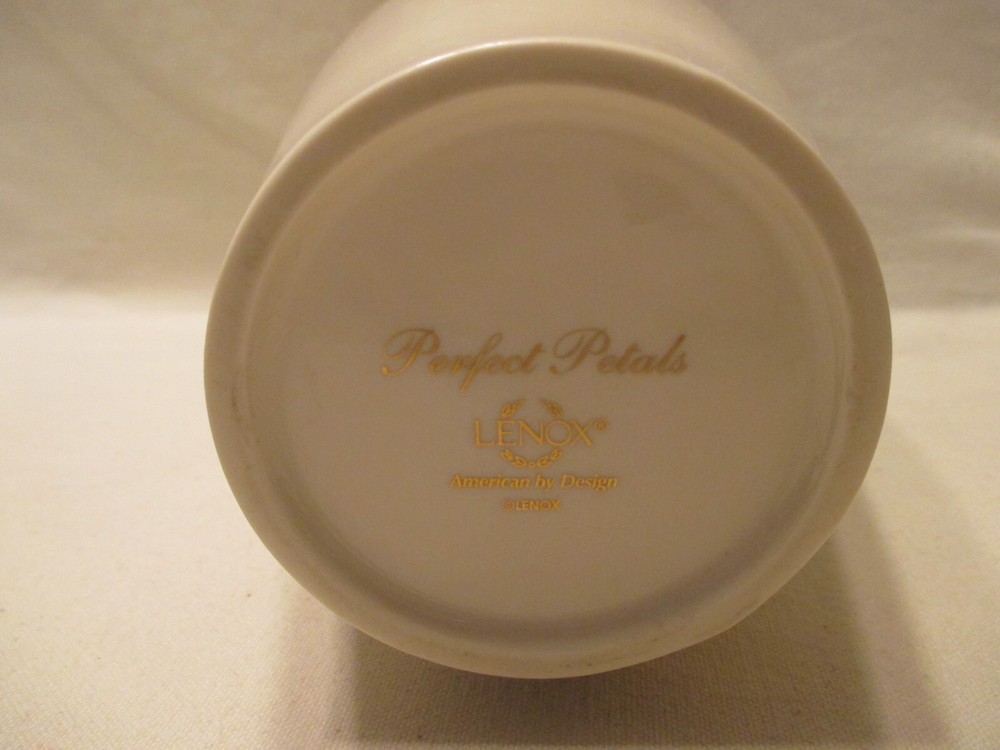 Perfect Petals
LENOX®
American by Design
©LENOX